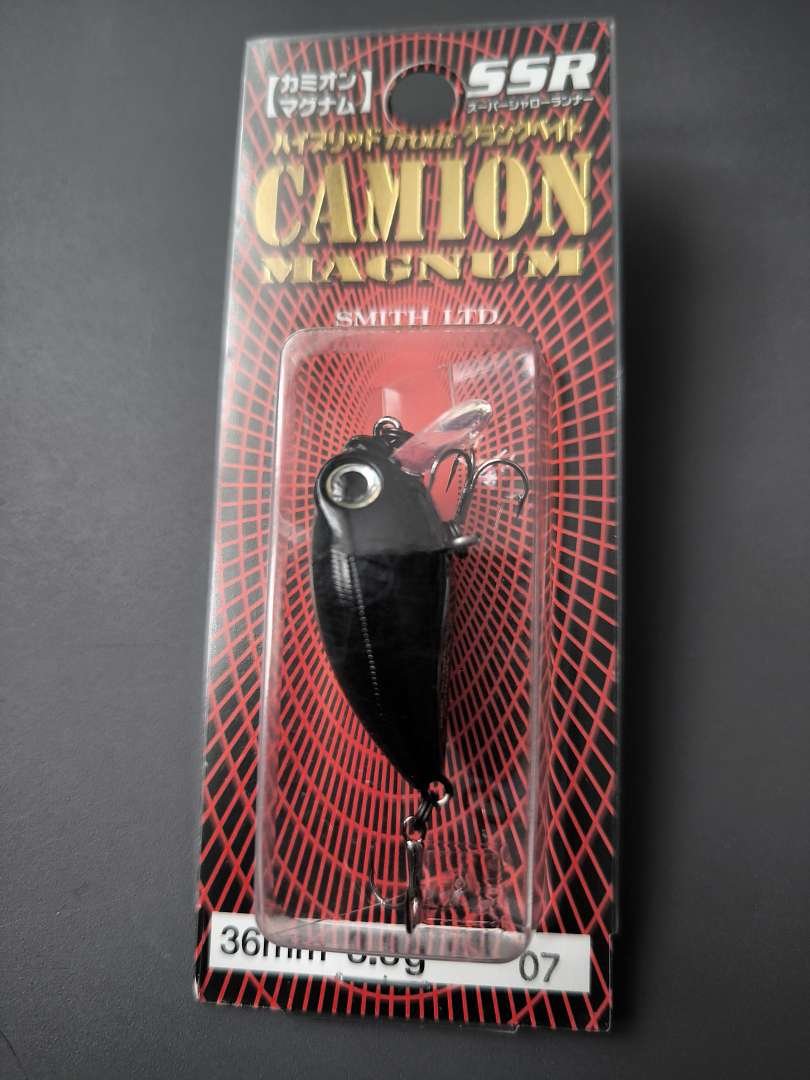 【カミオン
マグナム】
SSR
スーパーシャローランナー
ハイブリッドTroutクランクベイト
CAMION
MAGNUM
SMITH LTD
36mm
07